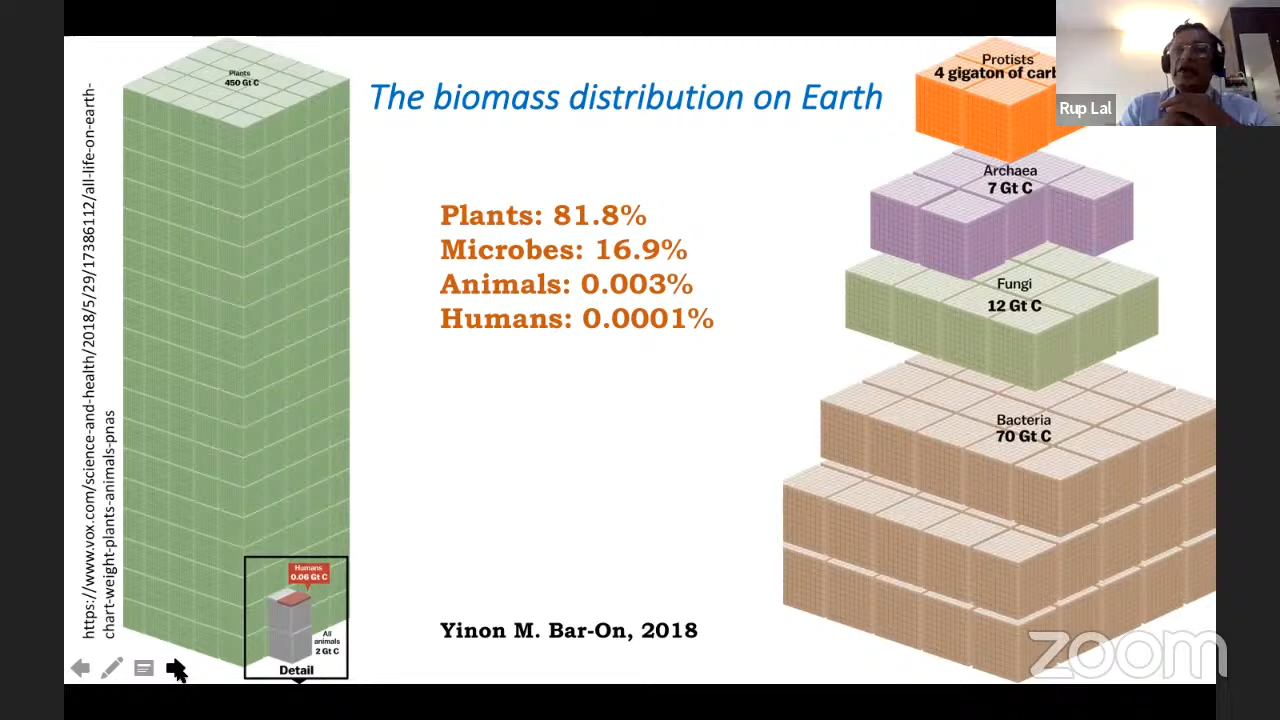 Plants
450 Gt C
The biomass distribution on Earth
Protists
4 gigaton of carb
Rup Lal
Archaea
7 Gt C
Plants: 81.8%
Microbes: 16.9%
Animals: 0.003%
Humans: 0.0001%
Fungi
12 Gt C
Bacteria
70 Gt C
https://www.vox.com/science-and-health/2018/5/29/17386112/all-life-on-earth-
chart-weight-plants-animals-pnas
Humans
0.06 Gt C
All
animals
2 Gt C
Detail
Yinon M. Bar-On, 2018
zoom